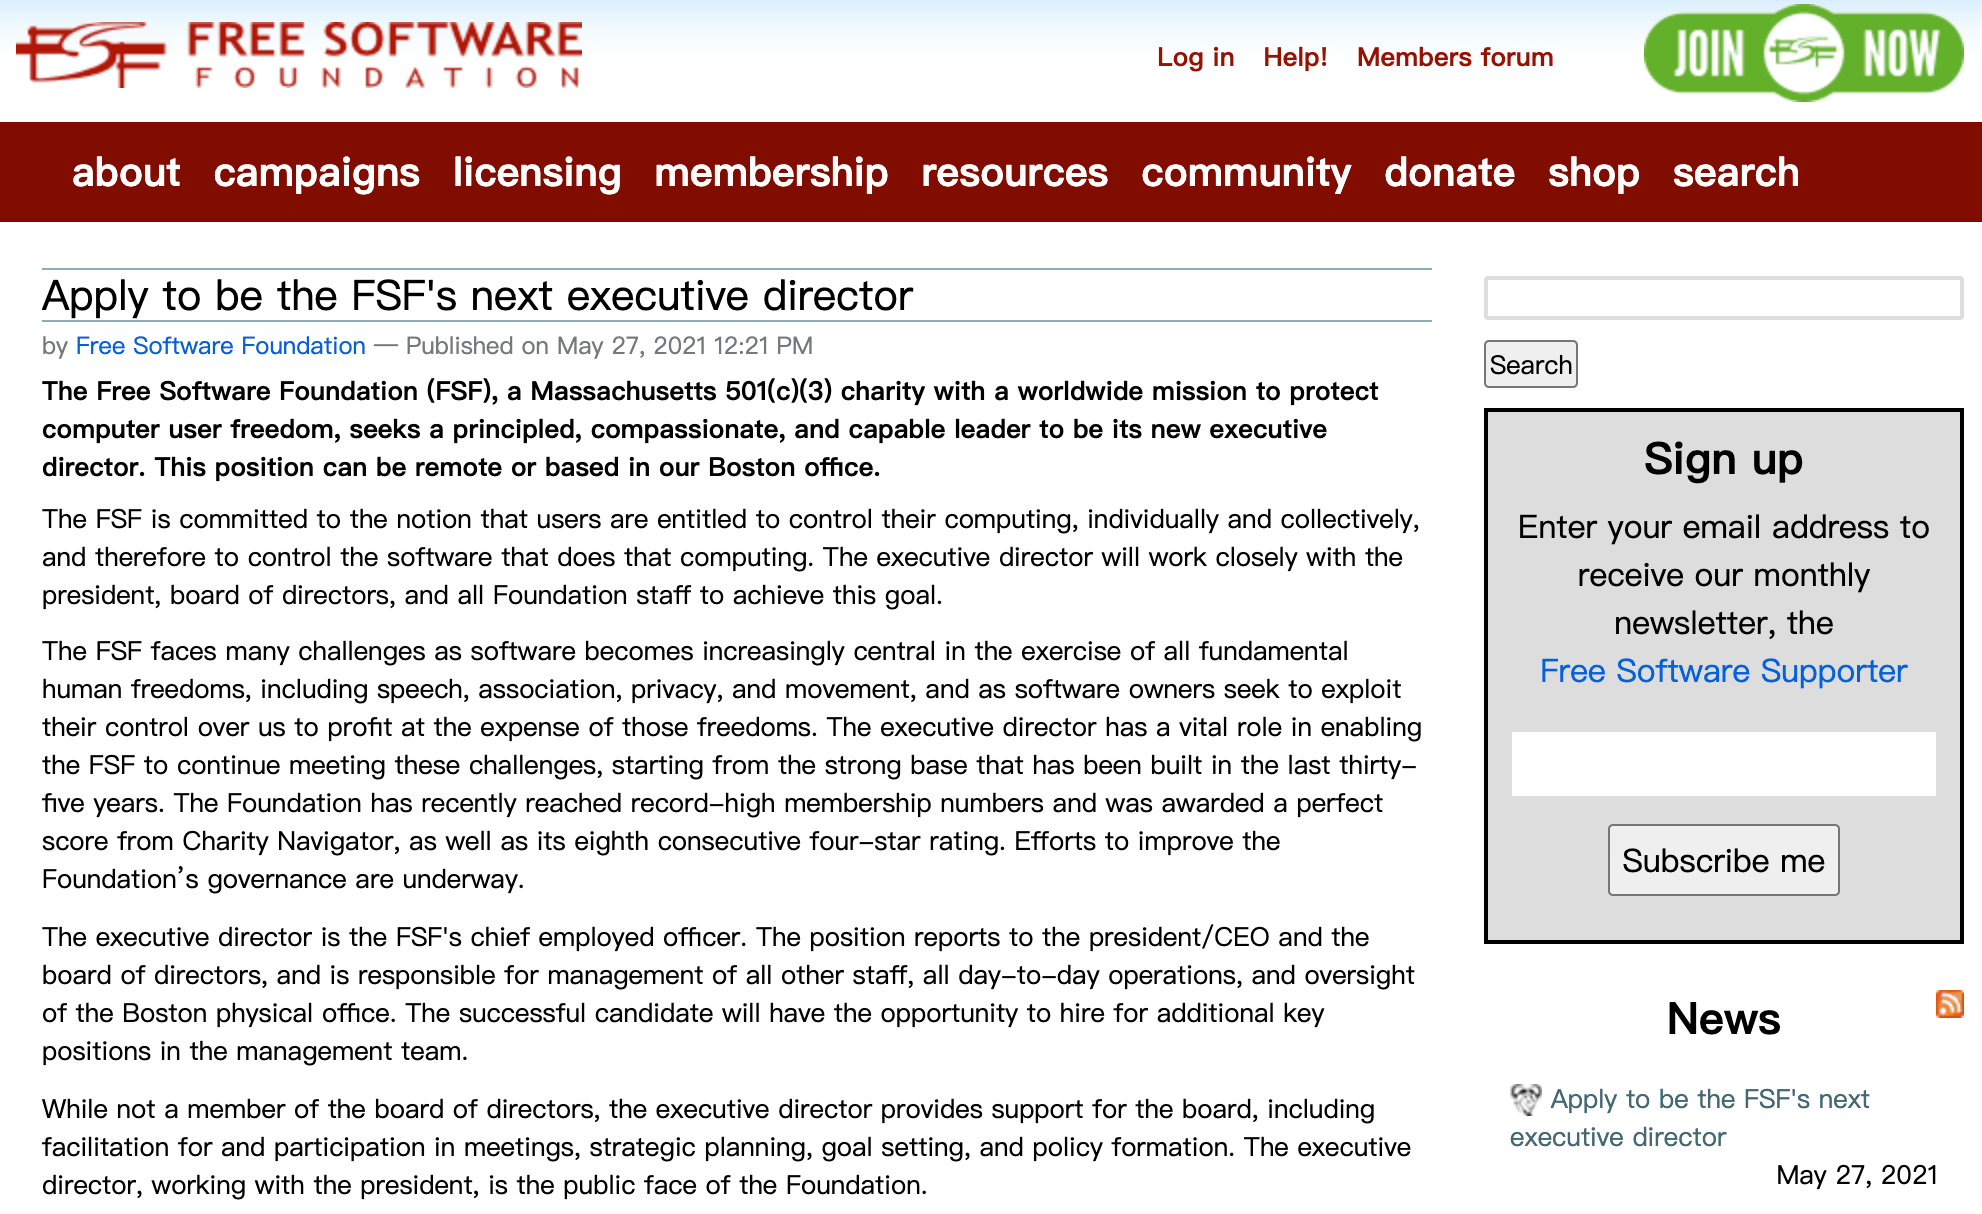 FREE SOFTWARE
FOUNDATION
Log in Help! Members forum
JOIN NOW
about campaigns licensing membership resources community donate shop search
Apply to be the FSF's next executive director
by Free Software Foundation — Published on May 27, 2021 12:21 PM
The Free Software Foundation (FSF), a Massachusetts 501(c)(3) charity with a worldwide mission to protect
computer user freedom, seeks a principled, compassionate, and capable leader to be its new executive
director. This position can be remote or based in our Boston office.
The FSF is committed to the notion that users are entitled to control their computing, individually and collectively,
and therefore to control the software that does that computing. The executive director will work closely with the
president, board of directors, and all Foundation staff to achieve this goal.
The FSF faces many challenges as software becomes increasingly central in the exercise of all fundamental
human freedoms, including speech, association, privacy, and movement, and as software owners seek to exploit
their control over us to profit at the expense of those freedoms. The executive director has a vital role in enabling
the FSF to continue meeting these challenges, starting from the strong base that has been built in the last thirty-
five years. The Foundation has recently reached record-high membership numbers and was awarded a perfect
score from Charity Navigator, as well as its eighth consecutive four-star rating. Efforts to improve the
Foundation’s governance are underway.
The executive director is the FSF's chief employed officer. The position reports to the president/CEO and the
board of directors, and is responsible for management of all other staff, all day-to-day operations, and oversight
of the Boston physical office. The successful candidate will have the opportunity to hire for additional key
positions in the management team.
While not a member of the board of directors, the executive director provides support for the board, including
facilitation for and participation in meetings, strategic planning, goal setting, and policy formation. The executive
director, working with the president, is the public face of the Foundation.
Search
Sign up
Enter your email address to
receive our monthly
newsletter, the
Free Software Supporter
Subscribe me
News
Apply to be the FSF's next
executive director
May 27, 2021